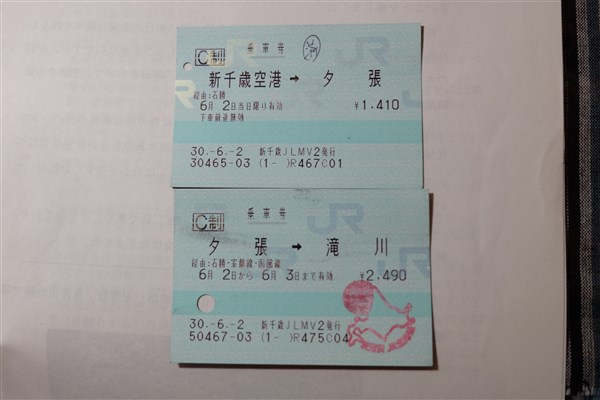 C制
乗車券
新千歳空港 → 夕張
経由:石勝
6月 2日当日限り有効 ¥1,410
下車前途無効
30.-6.-2 新千歳JLMV2発行
30465-03 (1- )R467C01
C制
乗車券
夕張 → 滝川
経由:石勝・室蘭線・函館線
6月 2日から 6月 3日まで有効 ¥2,490
30.-6.-2 新千歳JLMV2発行
50467-03 (1- )R475C04